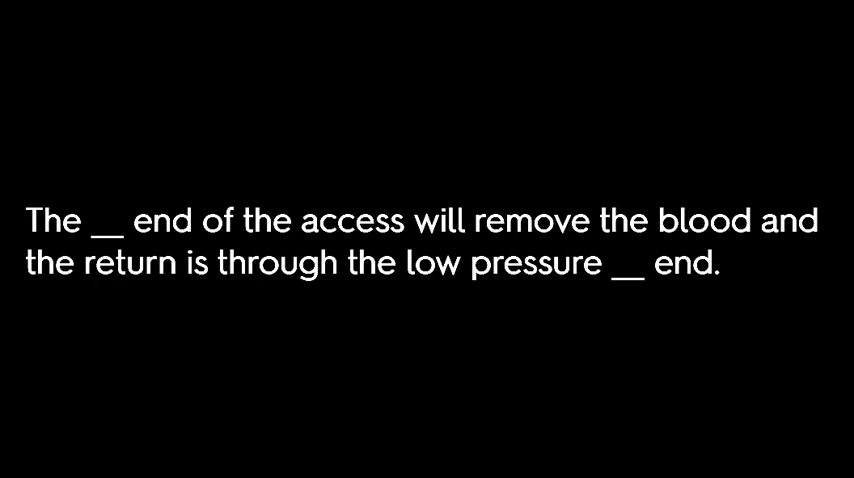 The __ end of the access will remove the blood and
the return is through the low pressure __ end.